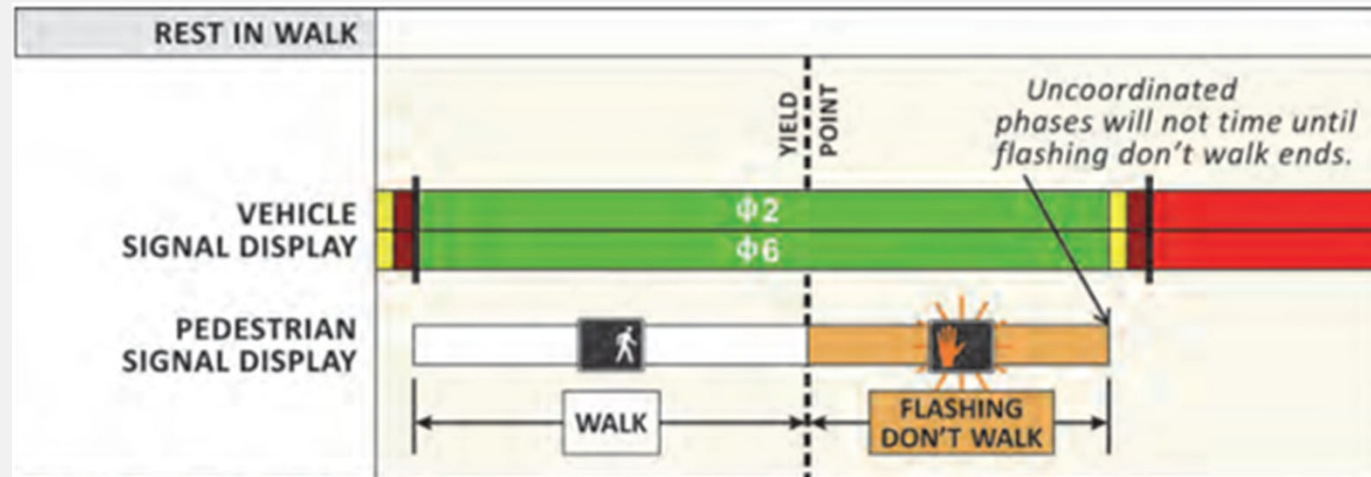 REST IN WALK
YIELD
POINT
Uncoordinated
phases will not time until
flashing don't walk ends.
VEHICLE
SIGNAL DISPLAY
Φ2
Φ6
PEDESTRIAN
SIGNAL DISPLAY
WALK
FLASHING
DON'T WALK